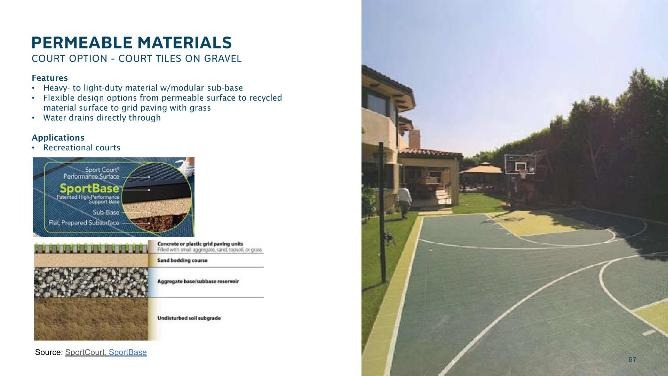 PERMEABLE MATERIALS
COURT OPTION - COURT TILES ON GRAVEL
Features
• Heavy- to light-duty material w/modular sub-base
• Flexible design options from permeable surface to recycled
material surface to grid paving with grass
• Water drains directly through
Applications
• Recreational courts
Sport Court®
Performance Surface
SportBase
Patented High-Performance
Support Base
Sub-Base
Flat, Prepared Subsurface
Concrete or plastic grid paving units
Filled with small aggregate, sand, topsoil, or grass
Sand bedding course
Aggregate base/subbase reservoir
Undisturbed soil subgrade
Source: SportCourt, SportBase
67